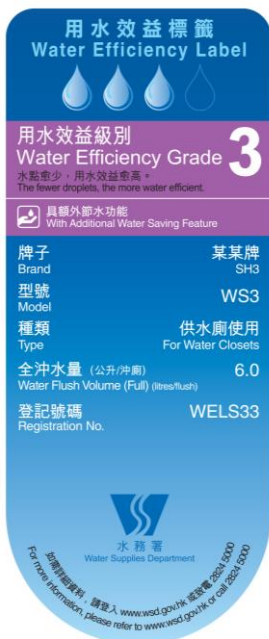 用水效益標籤
Water Efficiency Label
用水效益級別
Water Efficiency Grade 3
水點愈少，用水效益愈高。
The fewer droplets, the more water efficient.
具額外節水功能
With Additional Water Saving Feature
牌子 某某牌
Brand SH3
型號 WS3
Model
種類 供水廁使用
Type For Water Closets
全沖水量 (公升/沖廁) 6.0
Water Flush Volume (Full) (litres/flush)
登記號碼 WELS33
Registration No.
水務署
Water Supplies Department
如需詳細資料，請登入 www.wsd.gov.hk 或致電 2824 5000
For more information, please refer to www.wsd.gov.hk or call 2824 5000